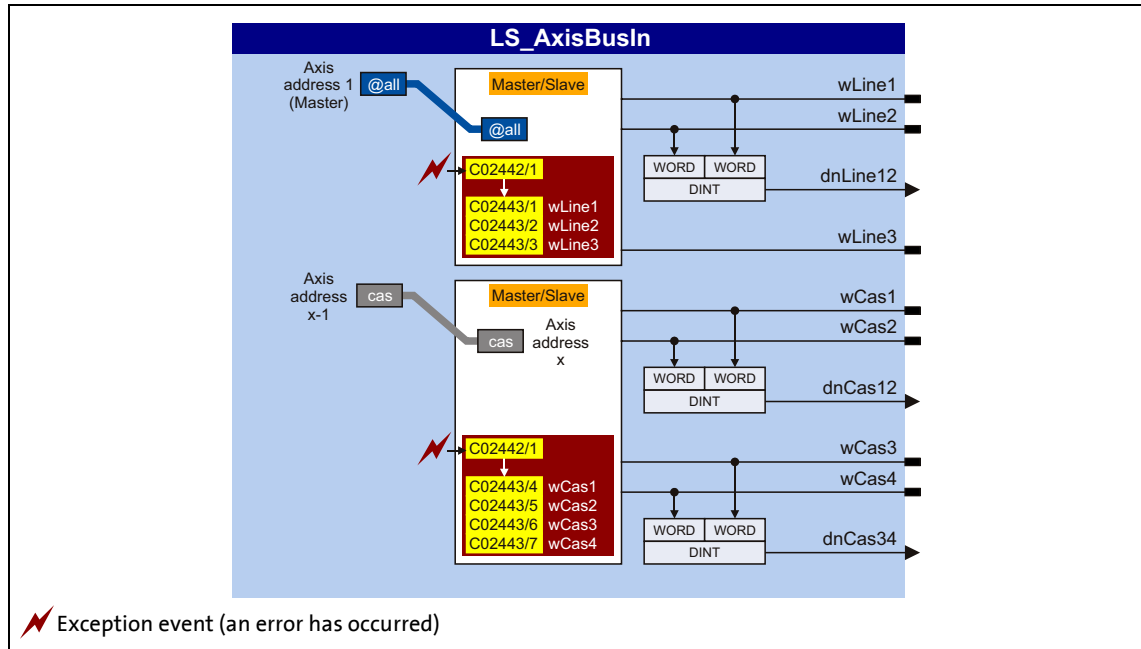 LS_AxisBusIn
Axis
address 1
(Master)
@all
Master/Slave
@all
C02442/1
C02443/1 wLine1
C02443/2 wLine2
C02443/3 wLine3
wLine1
wLine2
WORD WORD
DINT
dnLine12
wLine3
Axis
address
x-1
cas
Master/Slave
cas
Axis
address
x
C02442/1
C02443/4 wCas1
C02443/5 wCas2
C02443/6 wCas3
C02443/7 wCas4
wCas1
wCas2
WORD WORD
DINT
dnCas12
wCas3
wCas4
WORD WORD
DINT
dnCas34
Exception event (an error has occurred)